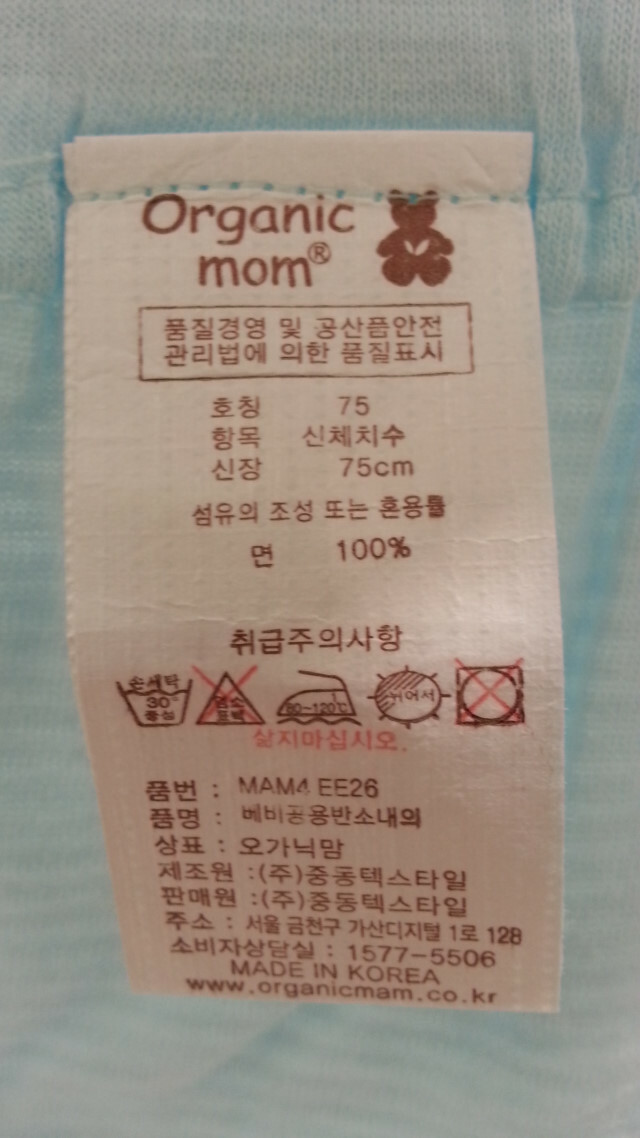 Organic
mom®
품질경영 및 공산품안전
관리법에 의한 품질표시
호칭 75
항목 신체치수
신장 75cm
섬유의 조성 또는 혼용률
면 100%
취급주의사항
손세탁
30°
중성
염소
표백
80~120℃
뉘어서
삶지마십시오.
품번 : MAM4 EE26
품명 : 베비공용반소내의
상표 : 오가닉맘
제조원 :(주)중동텍스타일
판매원 :(주)중동텍스타일
주소 : 서울 금천구 가산디지털 1로 128
소비자상담실 : 1577-5506
MADE IN KOREA
www.organicmam.co.kr